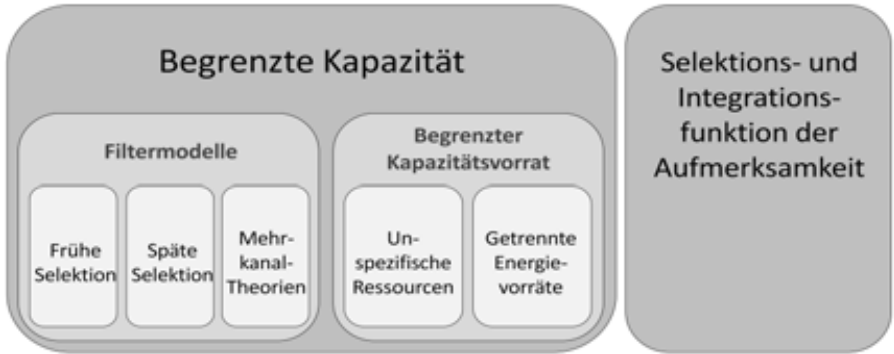 Begrenzte Kapazität
Filtermodelle
Frühe
Selektion
Späte
Selektion
Mehr-
kanal-
Theorien
Begrenzter
Kapazitätsvorrat
Un-
spezifische
Ressourcen
Getrennte
Energie-
vorräte
Selektions- und
Integrations-
funktion der
Aufmerksamkeit